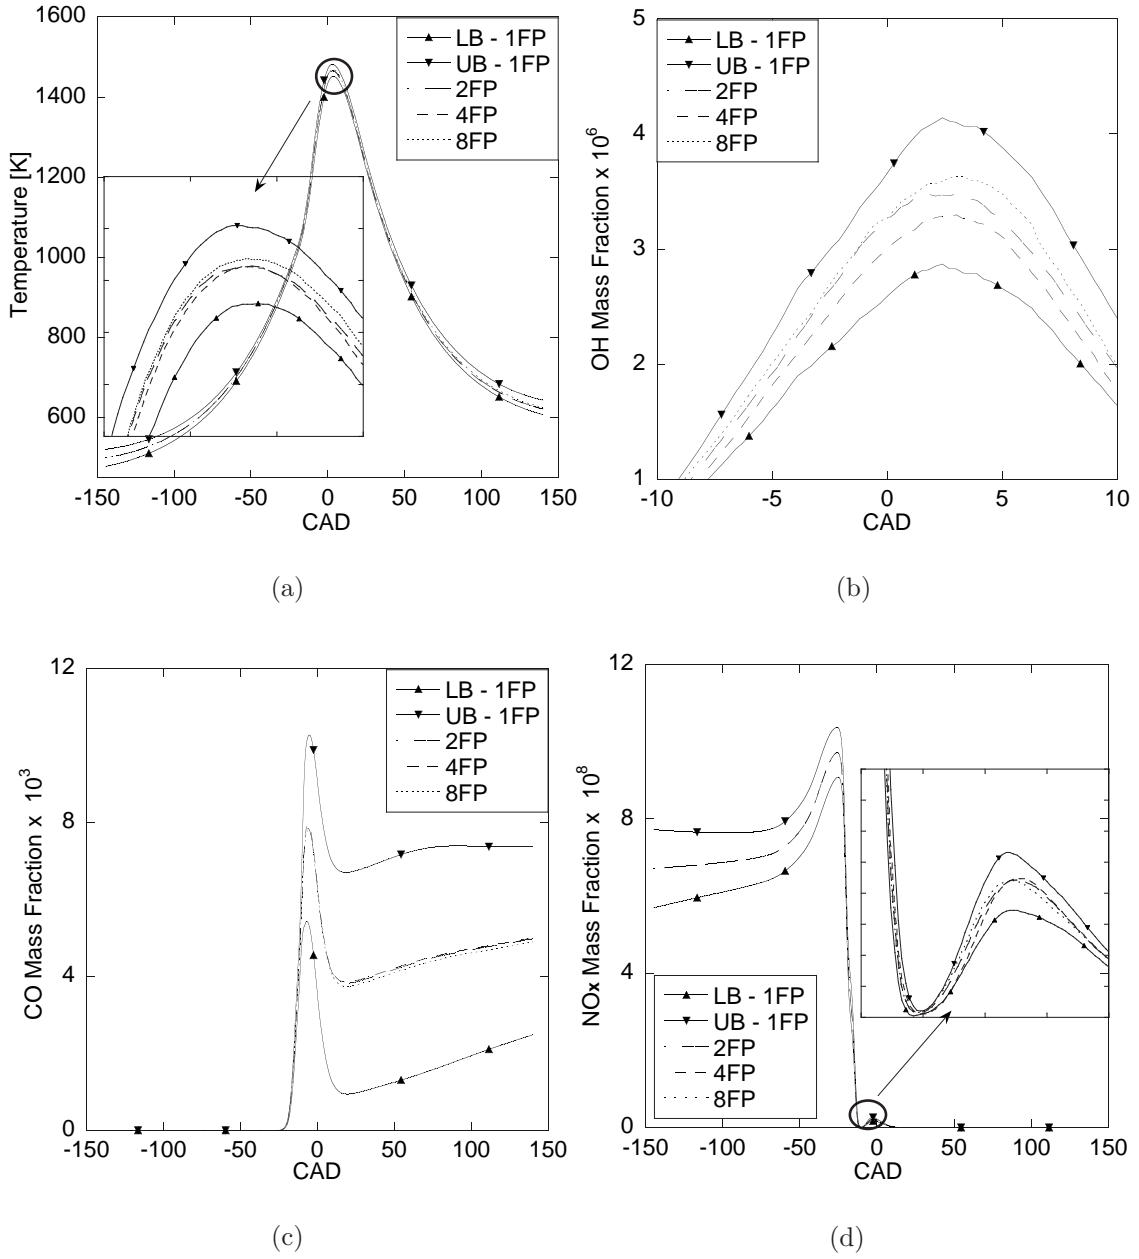 1600
1400
1200
1000
800
600
Temperature [K]
LB - 1FP
UB - 1FP
2FP
4FP
8FP
-150 -100 -50 0 50 100 150
CAD
(a)
5
4
3
2
1
OH Mass Fraction x 10^6
LB - 1FP
UB - 1FP
2FP
4FP
8FP
-10 -5 0 5 10
CAD
(b)
12
8
4
0
CO Mass Fraction x 10^3
LB - 1FP
UB - 1FP
2FP
4FP
8FP
-150 -100 -50 0 50 100 150
CAD
(c)
12
8
4
0
NOx Mass Fraction x 10^8
LB - 1FP
UB - 1FP
2FP
4FP
8FP
-150 -100 -50 0 50 100 150
CAD
(d)